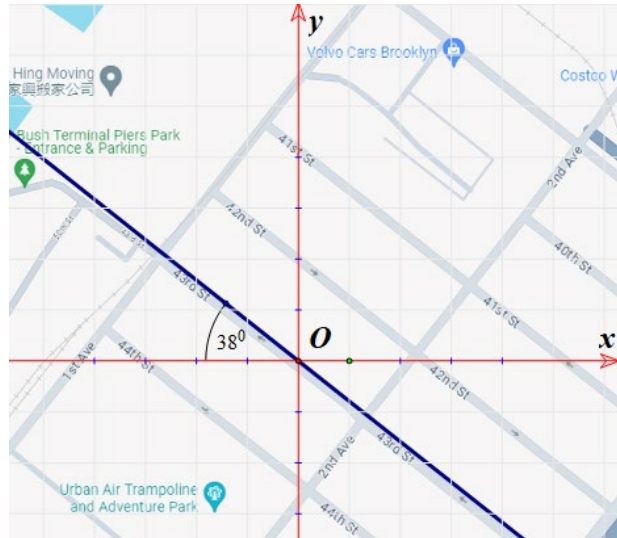 y
Volvo Cars Brooklyn
Hing Moving
家興搬家公司
Costco W
Bush Terminal Piers Park
- Entrance & Parking
41st St
2nd Ave
42nd St
40th St
43rd St
41st St
38⁰
O
x
1st Ave
44th St
42nd St
2nd Ave
43rd St
Urban Air Trampoline
and Adventure Park
44th St